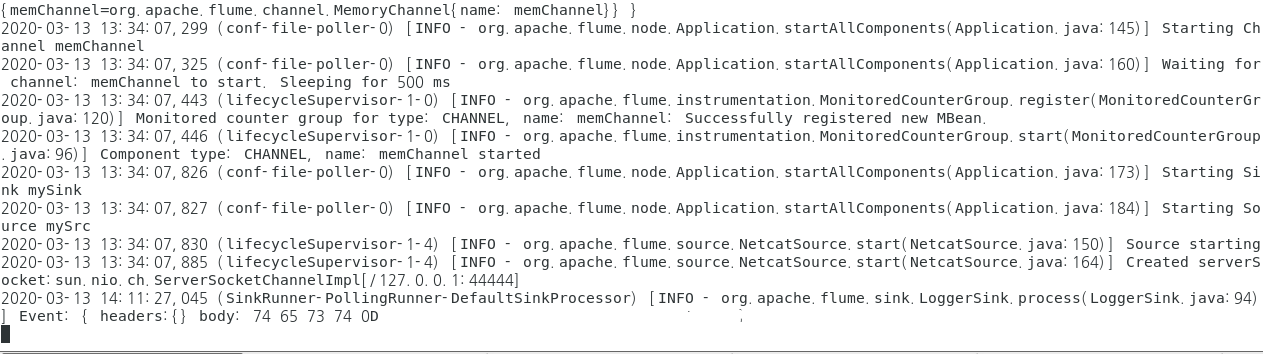 {memChannel=org.apache.flume.channel.MemoryChannel{name: memChannel}} }
2020-03-13 13:34:07,299 (conf-file-poller-0) [INFO - org.apache.flume.node.Application.startAllComponents(Application.java:145)] Starting Ch
annel memChannel
2020-03-13 13:34:07,325 (conf-file-poller-0) [INFO - org.apache.flume.node.Application.startAllComponents(Application.java:160)] Waiting for
 channel: memChannel to start. Sleeping for 500 ms
2020-03-13 13:34:07,443 (lifecycleSupervisor-1-0) [INFO - org.apache.flume.instrumentation.MonitoredCounterGroup.register(MonitoredCounterGr
oup.java:120)] Monitored counter group for type: CHANNEL, name: memChannel: Successfully registered new MBean.
2020-03-13 13:34:07,446 (lifecycleSupervisor-1-0) [INFO - org.apache.flume.instrumentation.MonitoredCounterGroup.start(MonitoredCounterGroup
.java:96)] Component type: CHANNEL, name: memChannel started
2020-03-13 13:34:07,826 (conf-file-poller-0) [INFO - org.apache.flume.node.Application.startAllComponents(Application.java:173)] Starting Si
nk mySink
2020-03-13 13:34:07,827 (conf-file-poller-0) [INFO - org.apache.flume.node.Application.startAllComponents(Application.java:184)] Starting So
urce mySrc
2020-03-13 13:34:07,830 (lifecycleSupervisor-1-4) [INFO - org.apache.flume.source.NetcatSource.start(NetcatSource.java:150)] Source starting
2020-03-13 13:34:07,885 (lifecycleSupervisor-1-4) [INFO - org.apache.flume.source.NetcatSource.start(NetcatSource.java:164)] Created serverS
ocket:sun.nio.ch.ServerSocketChannelImpl[/127.0.0.1:44444]
2020-03-13 14:11:27,045 (SinkRunner-PollingRunner-DefaultSinkProcessor) [INFO - org.apache.flume.sink.LoggerSink.process(LoggerSink.java:94)
] Event: { headers:{} body: 74 65 73 74 0D